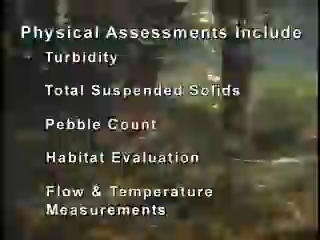 Physical Assessments Include
Turbidity
Total Suspended Solids
Pebble Count
Habitat Evaluation
Flow & Temperature
Measurements